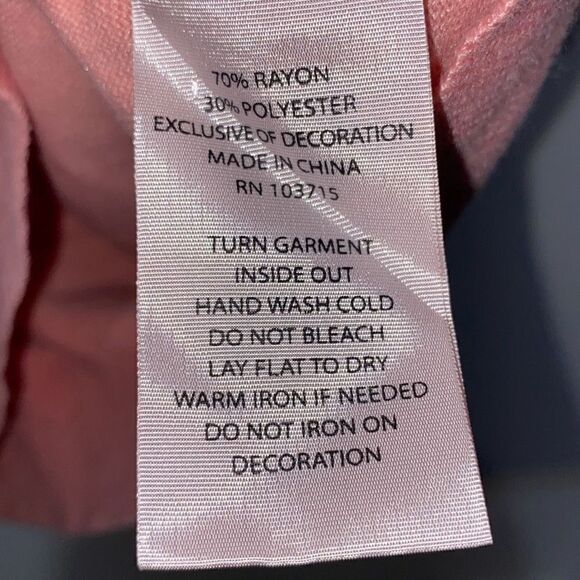 70% RAYON
30% POLYESTER
EXCLUSIVE OF DECORATION
MADE IN CHINA
RN 103715
TURN GARMENT
INSIDE OUT
HAND WASH COLD
DO NOT BLEACH
LAY FLAT TO DRY
WARM IRON IF NEEDED
DO NOT IRON ON
DECORATION